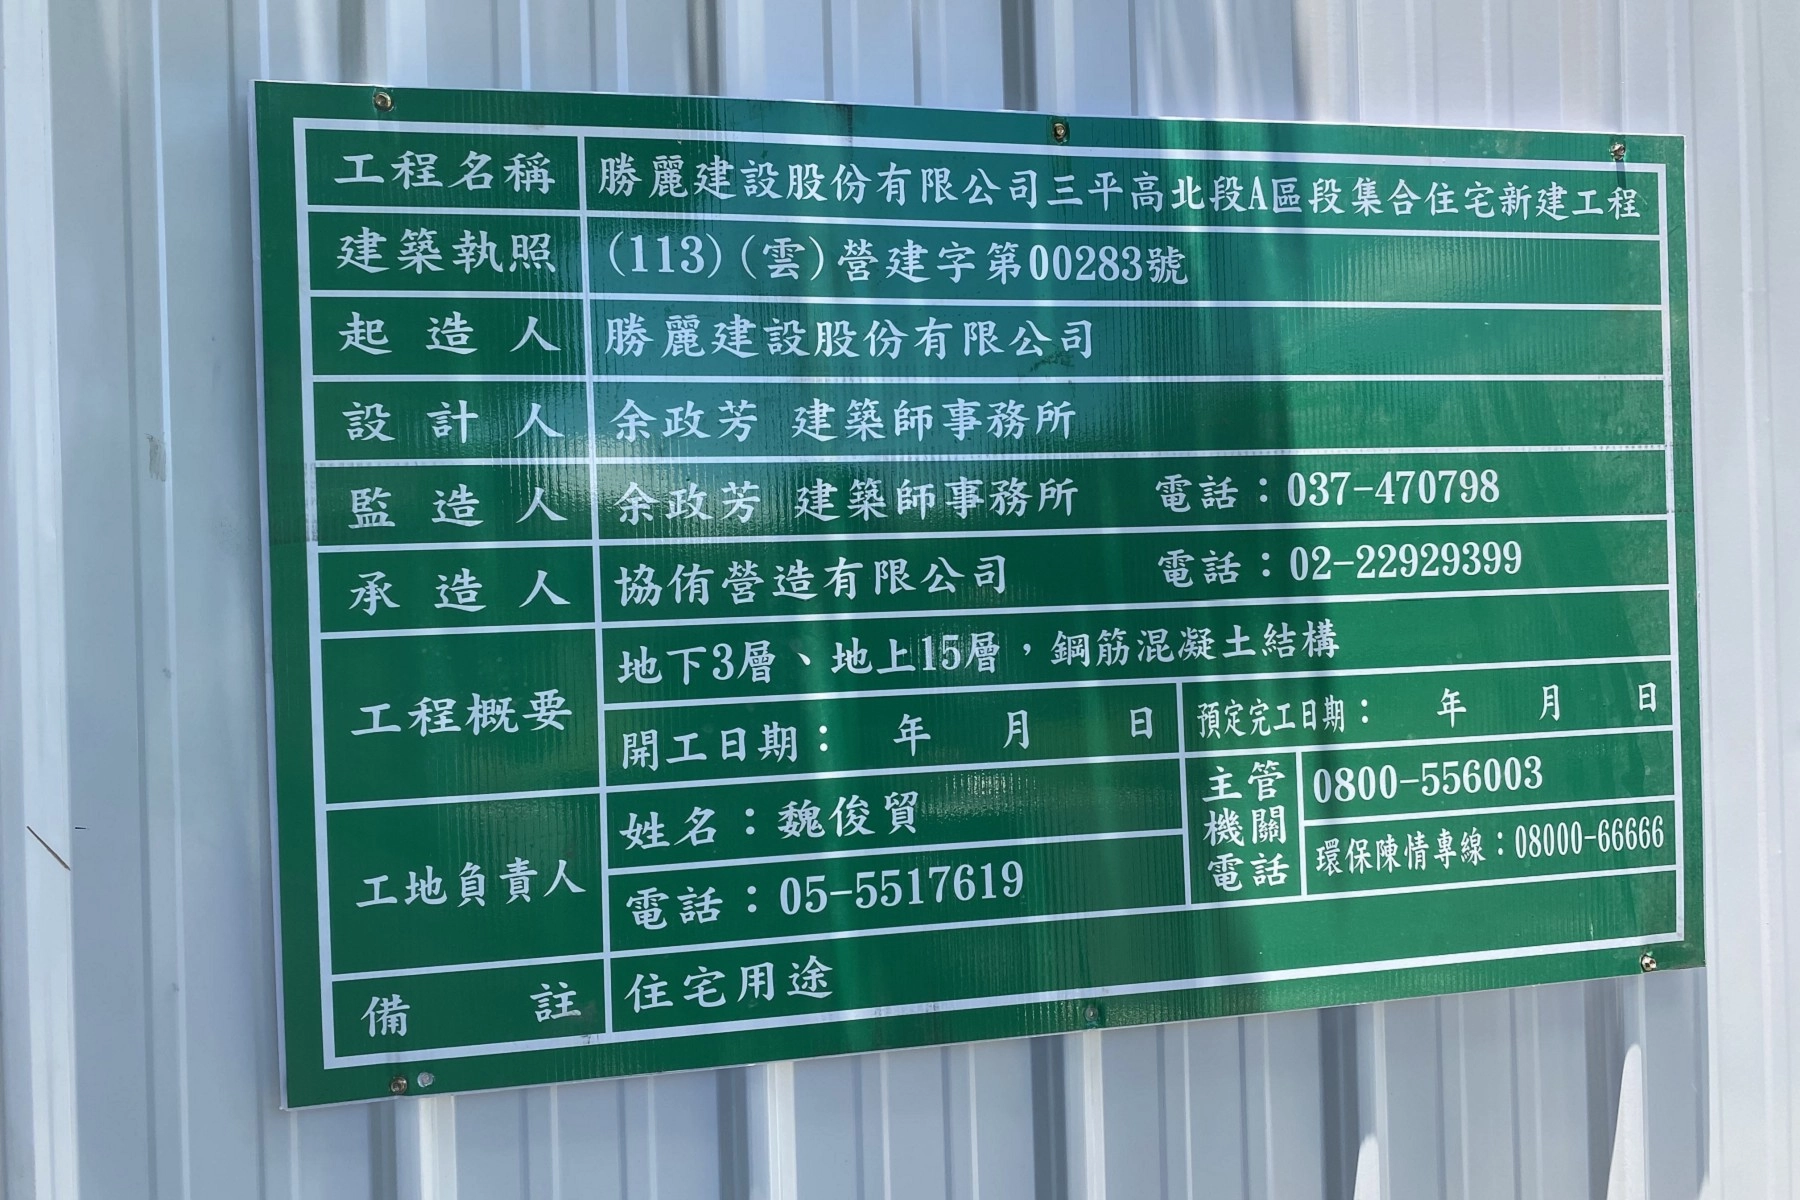 工程名稱 勝麗建設股份有限公司三平高北段A區段集合住宅新建工程
建築執照 (113)(雲)營建字第00283號
起造人 勝麗建設股份有限公司
設計人 余政芳 建築師事務所
監造人 余政芳 建築師事務所 電話：037-470798
承造人 協侑營造有限公司 電話：02-22929399
工程概要 地下3層、地上15層，鋼筋混凝土結構
開工日期： 年 月 日 預定完工日期： 年 月 日
工地負責人 姓名：魏俊貿
電話：05-5517619
主管機關電話 0800-556003
環保陳情專線：08000-66666
備註 住宅用途